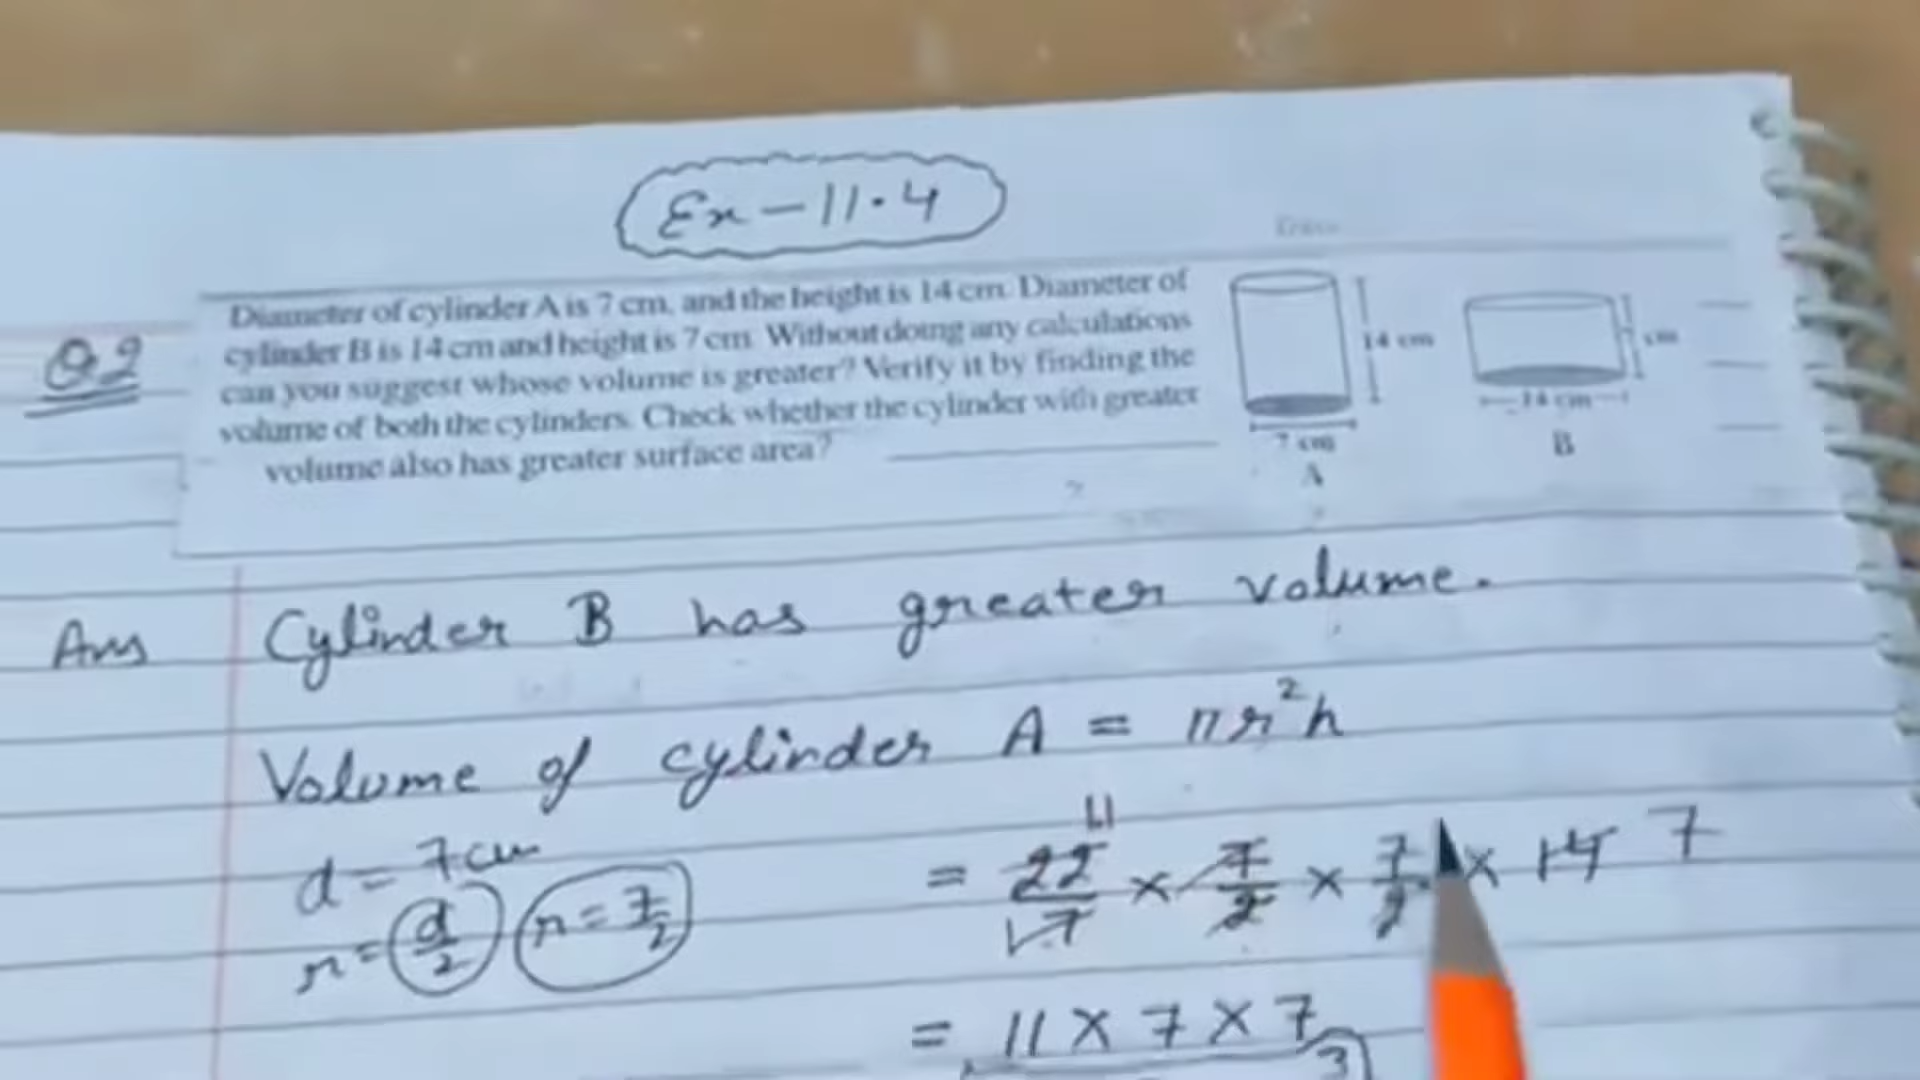 Ex-11.4
Q2
Diameter of cylinder A is 7 cm, and the height is 14 cm. Diameter of
cylinder B is 14 cm and height is 7 cm. Without doing any calculations
can you suggest whose volume is greater? Verify it by finding the
volume of both the cylinders. Check whether the cylinder with greater
volume also has greater surface area?
14 cm
7 cm
A
cm
14 cm
B
Ans Cylinder B has greater volume.
Volume of cylinder A = πr²h
d = 7cm
r = d/2 r = 7/2
= 22/7 × 7/2 × 7/2 × 14 7
11
= 11 × 7 × 7
3